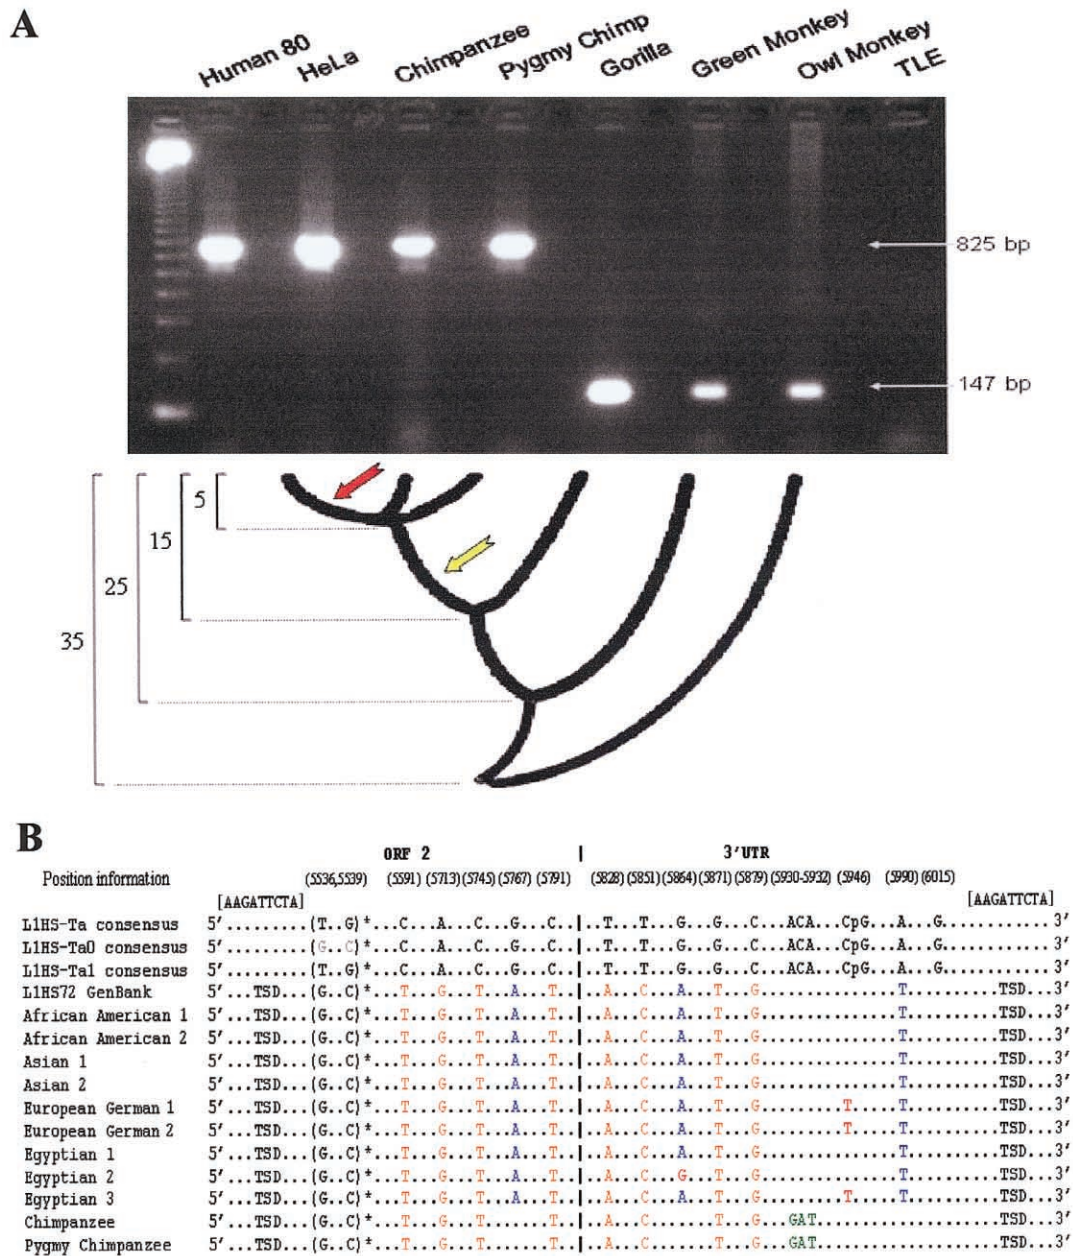 A
Human 80 HeLa Chimpanzee Pygmy Chimp Gorilla Green Monkey Owl Monkey TLE
825 bp
147 bp
5
15
25
35
B
ORF 2 | 3'UTR
Position information (5536,5539) (5591) (5713) (5745) (5767) (5791) (5828) (5851) (5864) (5871) (5879) (5930-5932) (5946) (5990) (6015)
[AAGATTCTA] [AAGATTCTA]
L1HS-Ta consensus 5'.........(T..G)*...C...A...C...G...C...|...T...T...G...G...C...ACA...CpG...A...G............3'
L1HS-Ta0 consensus 5'.........(G..C)*...C...A...C...G...C...|...T...T...G...G...C...ACA...CpG...A...G............3'
L1HS-Ta1 consensus 5'.........(T..G)*...C...A...C...G...C...|...T...T...G...G...C...ACA...CpG...A...G............3'
L1HS72 GenBank 5'...TSD...(G..C)*...T...G...T...A...T...|...A...C...A...T...G...............T..........TSD...3'
African American 1 5'...TSD...(G..C)*...T...G...T...A...T...|...A...C...A...T...G...............T..........TSD...3'
African American 2 5'...TSD...(G..C)*...T...G...T...A...T...|...A...C...A...T...G...............T..........TSD...3'
Asian 1 5'...TSD...(G..C)*...T...G...T...A...T...|...A...C...A...T...G...............T..........TSD...3'
Asian 2 5'...TSD...(G..C)*...T...G...T...A...T...|...A...C...A...T...G...............T..........TSD...3'
European German 1 5'...TSD...(G..C)*...T...G...T...A...T...|...A...C...A...T...G.........T.....T..........TSD...3'
European German 2 5'...TSD...(G..C)*...T...G...T...A...T...|...A...C...A...T...G.........T.....T..........TSD...3'
Egyptian 1 5'...TSD...(G..C)*...T...G...T...A...T...|...A...C...A...T...G...............T..........TSD...3'
Egyptian 2 5'...TSD...(G..C)*...T...G...T...A...T...|...A...C...G...T...G...............T..........TSD...3'
Egyptian 3 5'...TSD...(G..C)*...T...G...T...A...T...|...A...C...A...T...G.........T.....T..........TSD...3'
Chimpanzee 5'...TSD...(G..C)*...T...G...T.......T...|...A...C.......T...G...GAT....................TSD...3'
Pygmy Chimpanzee 5'...TSD...(G..C)*...T...G...T.......T...|...A...C.......T...G...GAT....................TSD...3'